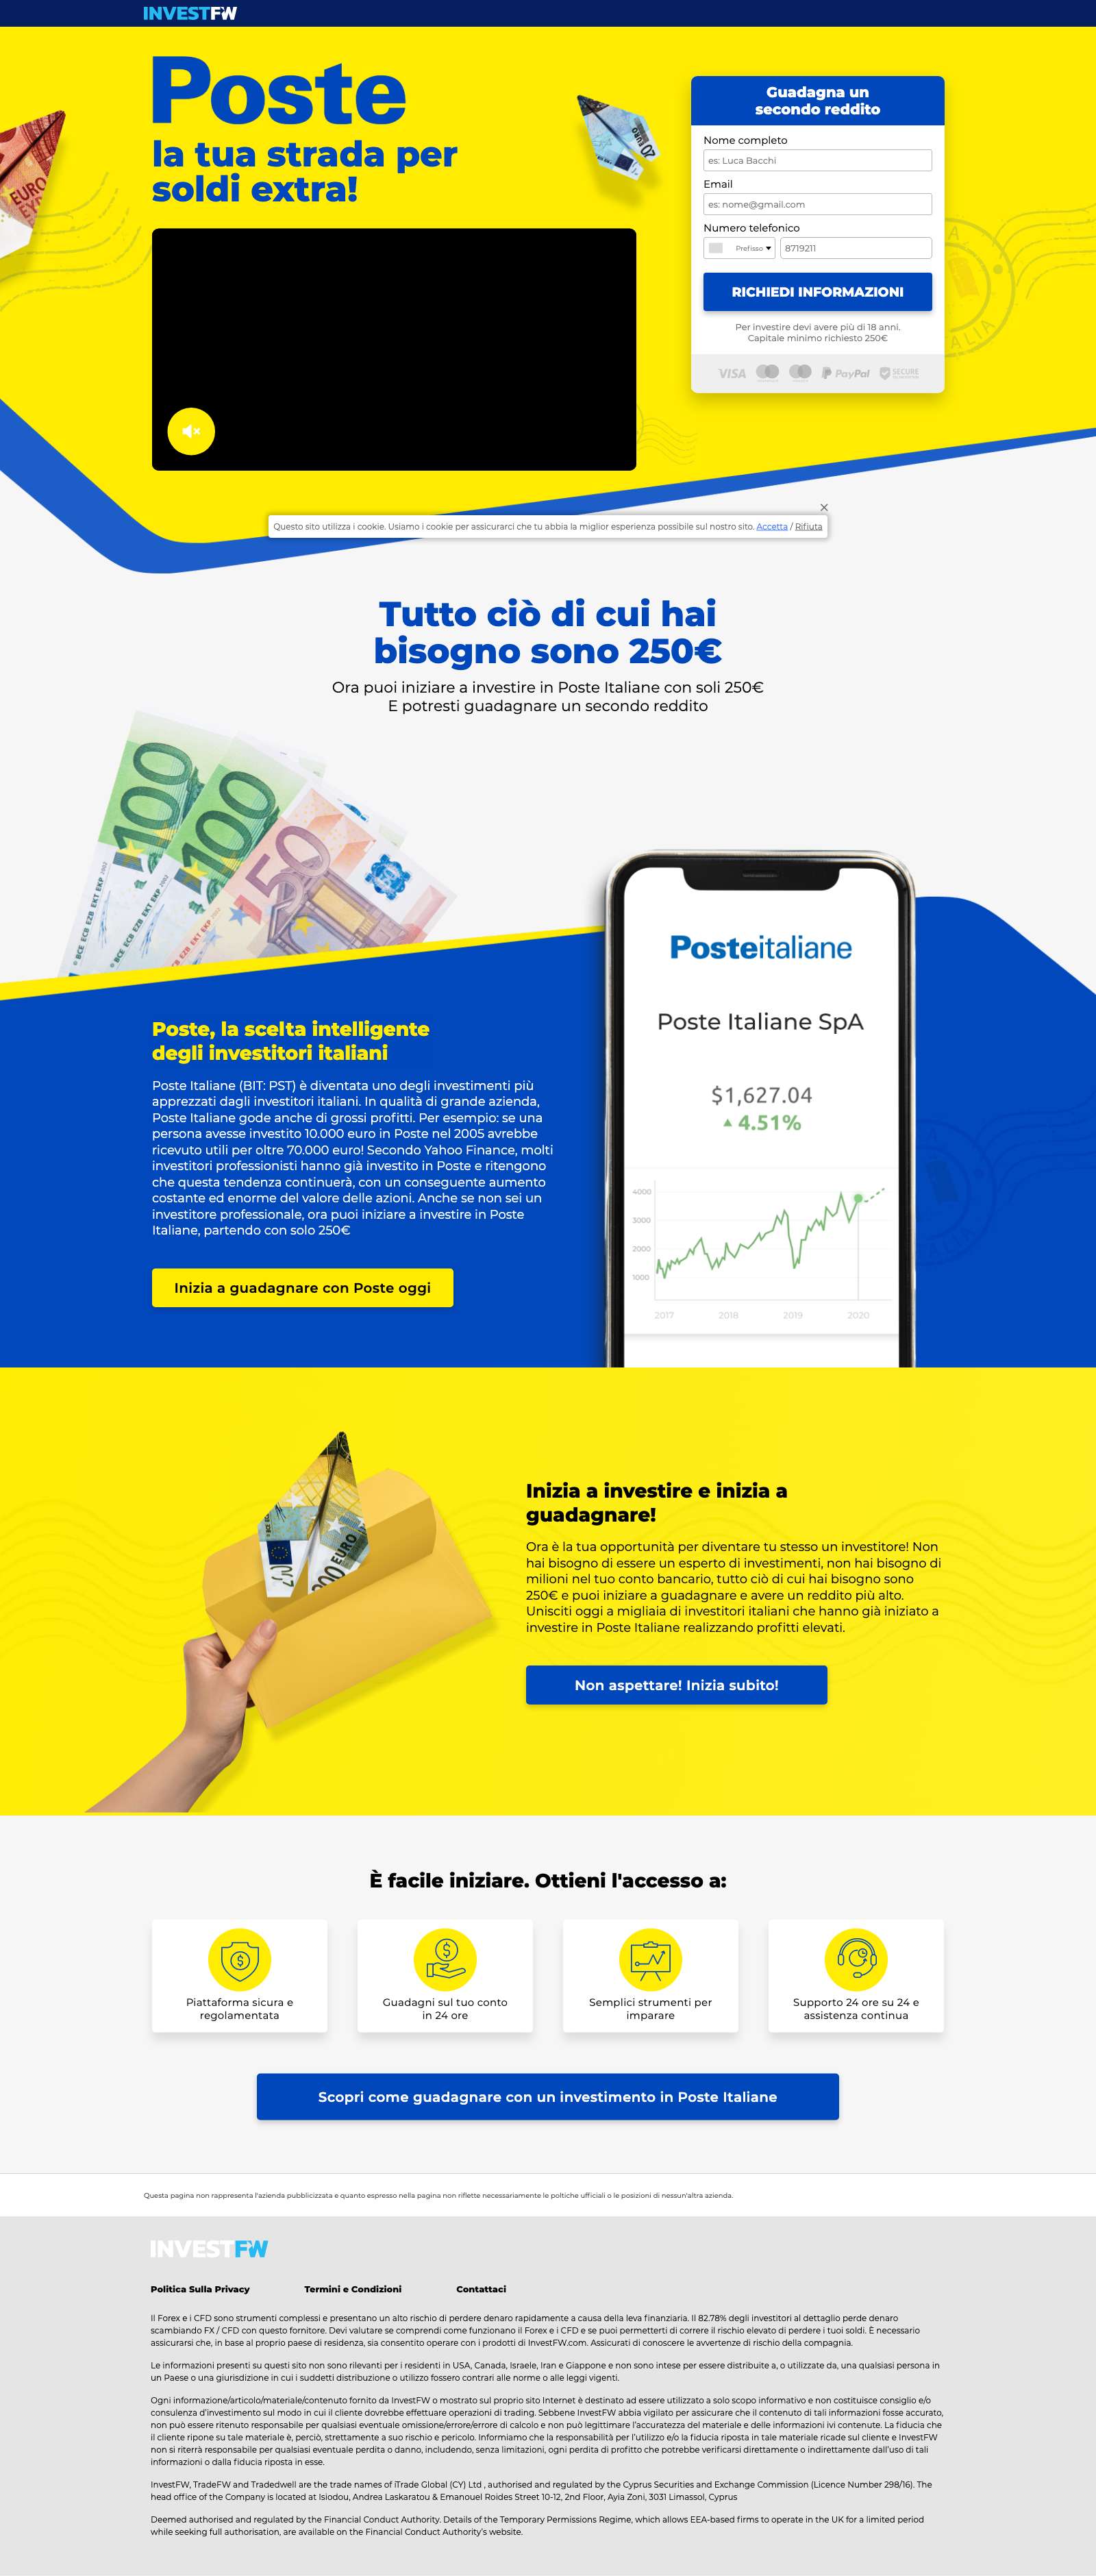 INVESTFW
Poste
la tua strada per
soldi extra!
Guadagna un
secondo reddito
Nome completo
es: Luca Bacchi
Email
es: nome@gmail.com
Numero telefonico
Prefisso
8719211
RICHIEDI INFORMAZIONI
Per investire devi avere più di 18 anni.
Capitale minimo richiesto 250€
VISA
PayPal
SECURE
EURO
20 EURO
ALIA
Questo sito utilizza i cookie. Usiamo i cookie per assicurarci che tu abbia la miglior esperienza possibile sul nostro sito. Accetta / Rifiuta
Tutto ciò di cui hai
bisogno sono 250€
Ora puoi iniziare a investire in Poste Italiane con soli 250€
E potresti guadagnare un secondo reddito
100
100
50
BCE ECB EZB EKT EKP 2002
BCE ECB EZB EKT EKP 2002
BCE ECB EZB EKT EKP 2002
Posteitaliane
Poste Italiane SpA
$1,627.04
4.51%
4000
3000
2000
1000
2017
2018
2019
2020
Poste, la scelta intelligente
degli investitori italiani
Poste Italiane (BIT: PST) è diventata uno degli investimenti più
apprezzati dagli investitori italiani. In qualità di grande azienda,
Poste Italiane gode anche di grossi profitti. Per esempio: se una
persona avesse investito 10.000 euro in Poste nel 2005 avrebbe
ricevuto utili per oltre 70.000 euro! Secondo Yahoo Finance, molti
investitori professionisti hanno già investito in Poste e ritengono
che questa tendenza continuerà, con un conseguente aumento
costante ed enorme del valore delle azioni. Anche se non sei un
investitore professionale, ora puoi iniziare a investire in Poste
Italiane, partendo con solo 250€
Inizia a guadagnare con Poste oggi
Inizia a investire e inizia a
guadagnare!
Ora è la tua opportunità per diventare tu stesso un investitore! Non
hai bisogno di essere un esperto di investimenti, non hai bisogno di
milioni nel tuo conto bancario, tutto ciò di cui hai bisogno sono
250€ e puoi iniziare a guadagnare e avere un reddito più alto.
Unisciti oggi a migliaia di investitori italiani che hanno già iniziato a
investire in Poste Italiane realizzando profitti elevati.
Non aspettare! Inizia subito!
È facile iniziare. Ottieni l'accesso a:
Piattaforma sicura e
regolamentata
Guadagni sul tuo conto
in 24 ore
Semplici strumenti per
imparare
Supporto 24 ore su 24 e
assistenza continua
Scopri come guadagnare con un investimento in Poste Italiane
Questa pagina non rappresenta l'azienda pubblicizzata e quanto espresso nella pagina non riflette necessariamente le poltiche ufficiali o le posizioni di nessun'altra azienda.
INVESTFW
Politica Sulla Privacy
Termini e Condizioni
Contattaci
Il Forex e i CFD sono strumenti complessi e presentano un alto rischio di perdere denaro rapidamente a causa della leva finanziaria. Il 82.78% degli investitori al dettaglio perde denaro
scambiando FX / CFD con questo fornitore. Devi valutare se comprendi come funzionano il Forex e i CFD e se puoi permetterti di correre il rischio elevato di perdere i tuoi soldi. È necessario
assicurarsi che, in base al proprio paese di residenza, sia consentito operare con i prodotti di InvestFW.com. Assicurati di conoscere le avvertenze di rischio della compagnia.
Le informazioni presenti su questi sito non sono rilevanti per i residenti in USA, Canada, Israele, Iran e Giappone e non sono intese per essere distribuite a, o utilizzate da, una qualsiasi persona in
un Paese o una giurisdizione in cui i suddetti distribuzione o utilizzo fossero contrari alle norme o alle leggi vigenti.
Ogni informazione/articolo/materiale/contenuto fornito da InvestFW o mostrato sul proprio sito Internet è destinato ad essere utilizzato a solo scopo informativo e non costituisce consiglio e/o
consulenza d'investimento sul modo in cui il cliente dovrebbe effettuare operazioni di trading. Sebbene InvestFW abbia vigilato per assicurare che il contenuto di tali informazioni fosse accurato,
non può essere ritenuto responsabile per qualsiasi eventuale omissione/errore/errore di calcolo e non può legittimare l'accuratezza del materiale e delle informazioni ivi contenute. La fiducia che
il cliente ripone su tale materiale è, perciò, strettamente a suo rischio e pericolo. Informiamo che la responsabilità per l'utilizzo e/o la fiducia riposta in tale materiale ricade sul cliente e InvestFW
non si riterrà responsabile per qualsiasi eventuale perdita o danno, includendo, senza limitazioni, ogni perdita di profitto che potrebbe verificarsi direttamente o indirettamente dall'uso di tali
informazioni o dalla fiducia riposta in esse.
InvestFW, TradeFW and Tradedwell are the trade names of iTrade Global (CY) Ltd , authorised and regulated by the Cyprus Securities and Exchange Commission (Licence Number 298/16). The
head office of the Company is located at Isiodou, Andrea Laskaratou & Emanouel Roides Street 10-12, 2nd Floor, Ayia Zoni, 3031 Limassol, Cyprus
Deemed authorised and regulated by the Financial Conduct Authority. Details of the Temporary Permissions Regime, which allows EEA-based firms to operate in the UK for a limited period
while seeking full authorisation, are available on the Financial Conduct Authority's website.